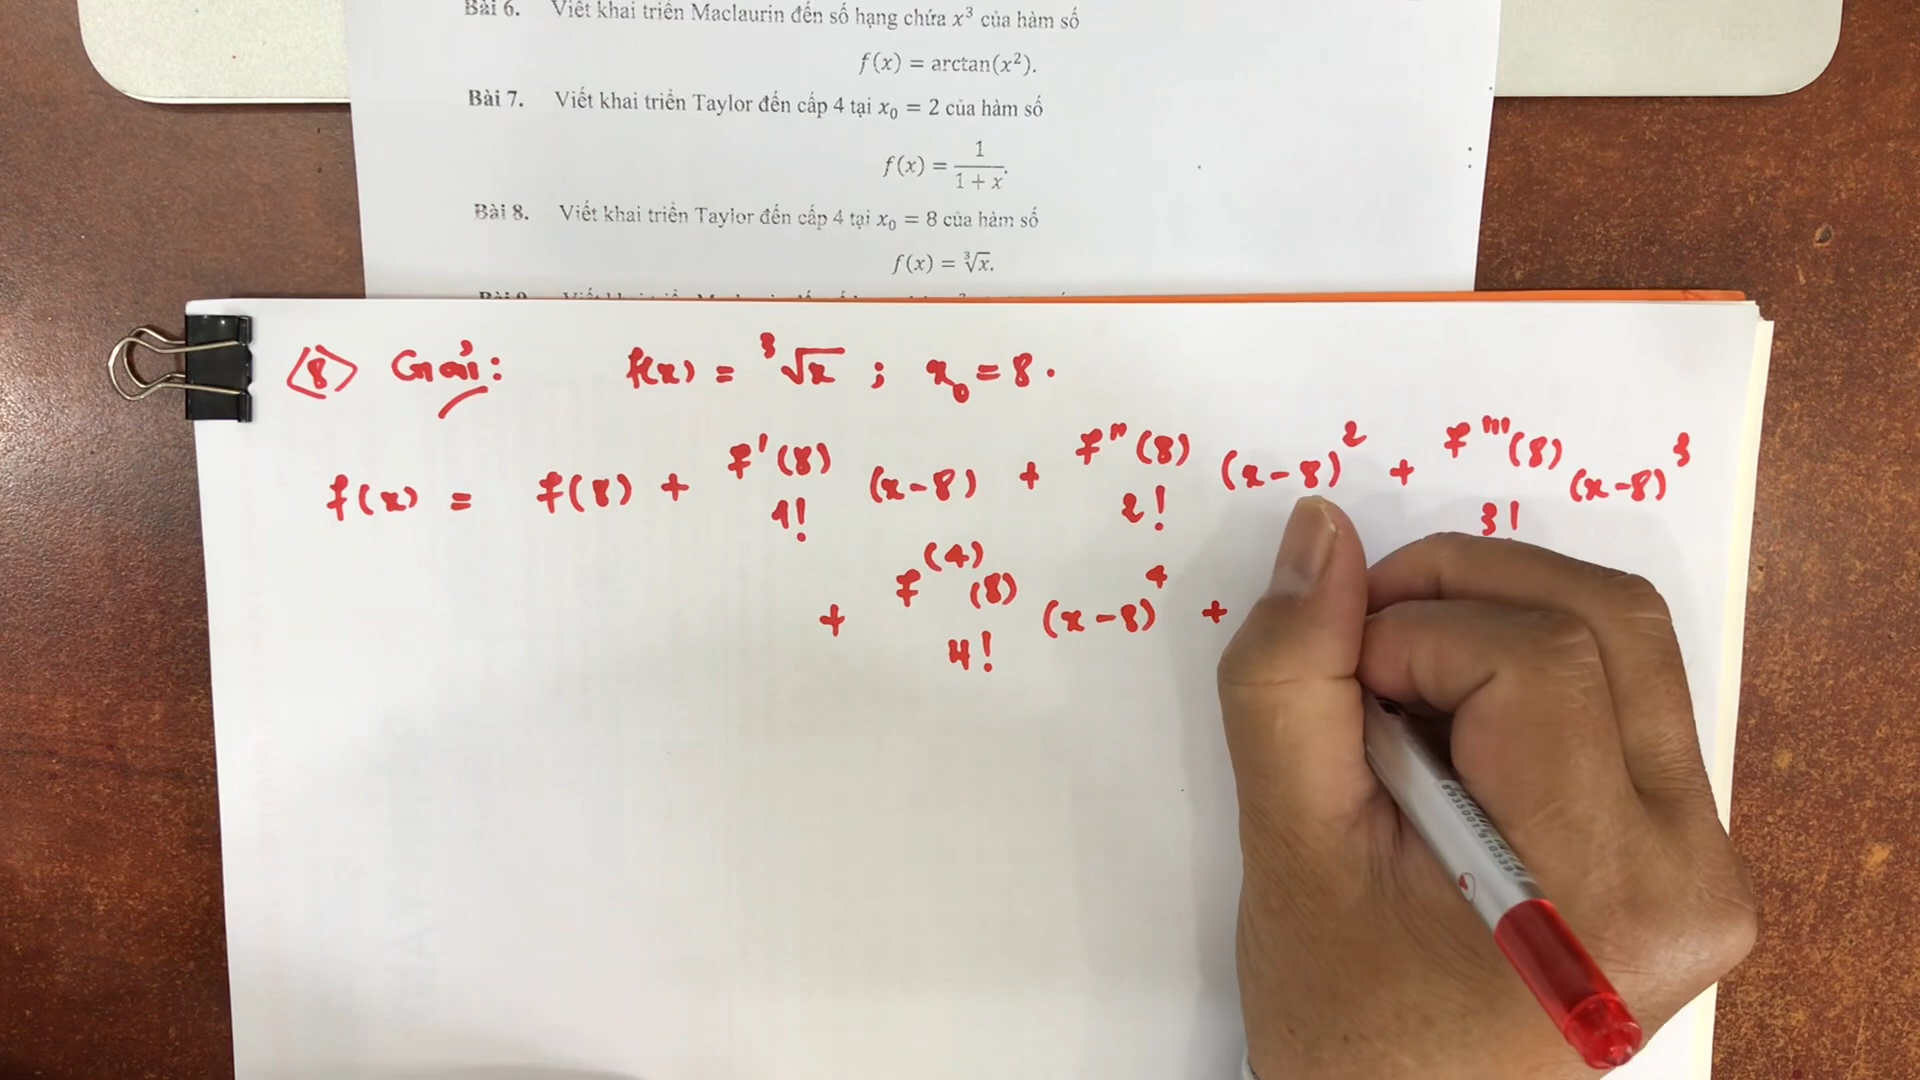 Bài 6. Viết khai triển Maclaurin đến số hạng chứa x³ của hàm số
f(x) = arctan(x²).
Bài 7. Viết khai triển Taylor đến cấp 4 tại x₀ = 2 của hàm số
f(x) = 1/(1 + x).
Bài 8. Viết khai triển Taylor đến cấp 4 tại x₀ = 8 của hàm số
f(x) = ∛x.
⟨8⟩ Giải: f(x) = ∛x ; x₀ = 8.
f(x) = f(8) + f'(8)/1! (x-8) + f''(8)/2! (x-8)² + f'''(8)/3! (x-8)³
+ f⁽⁴⁾(8)/4! (x-8)⁴ +